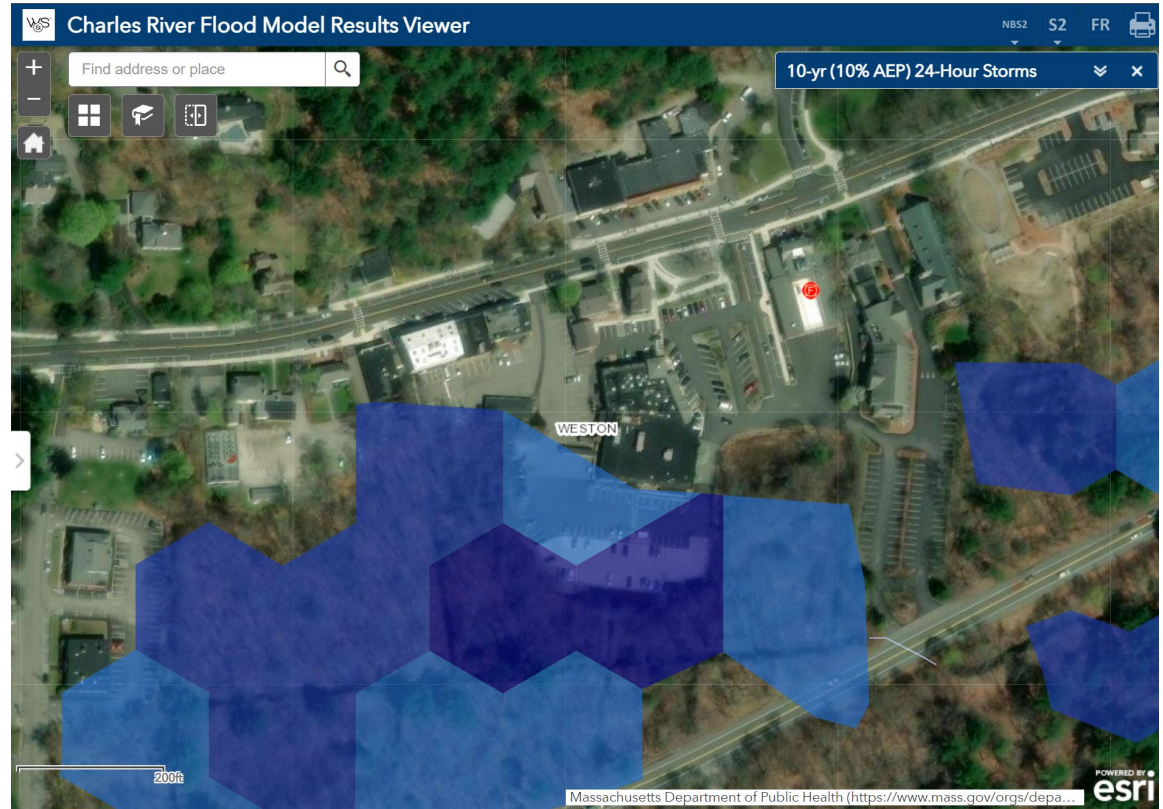 W&S
Charles River Flood Model Results Viewer
NBS2
S2
FR
Find address or place
10-yr (10% AEP) 24-Hour Storms
F
WESTON
200ft
Massachusetts Department of Public Health (https://www.mass.gov/orgs/depa...
POWERED BY
esri